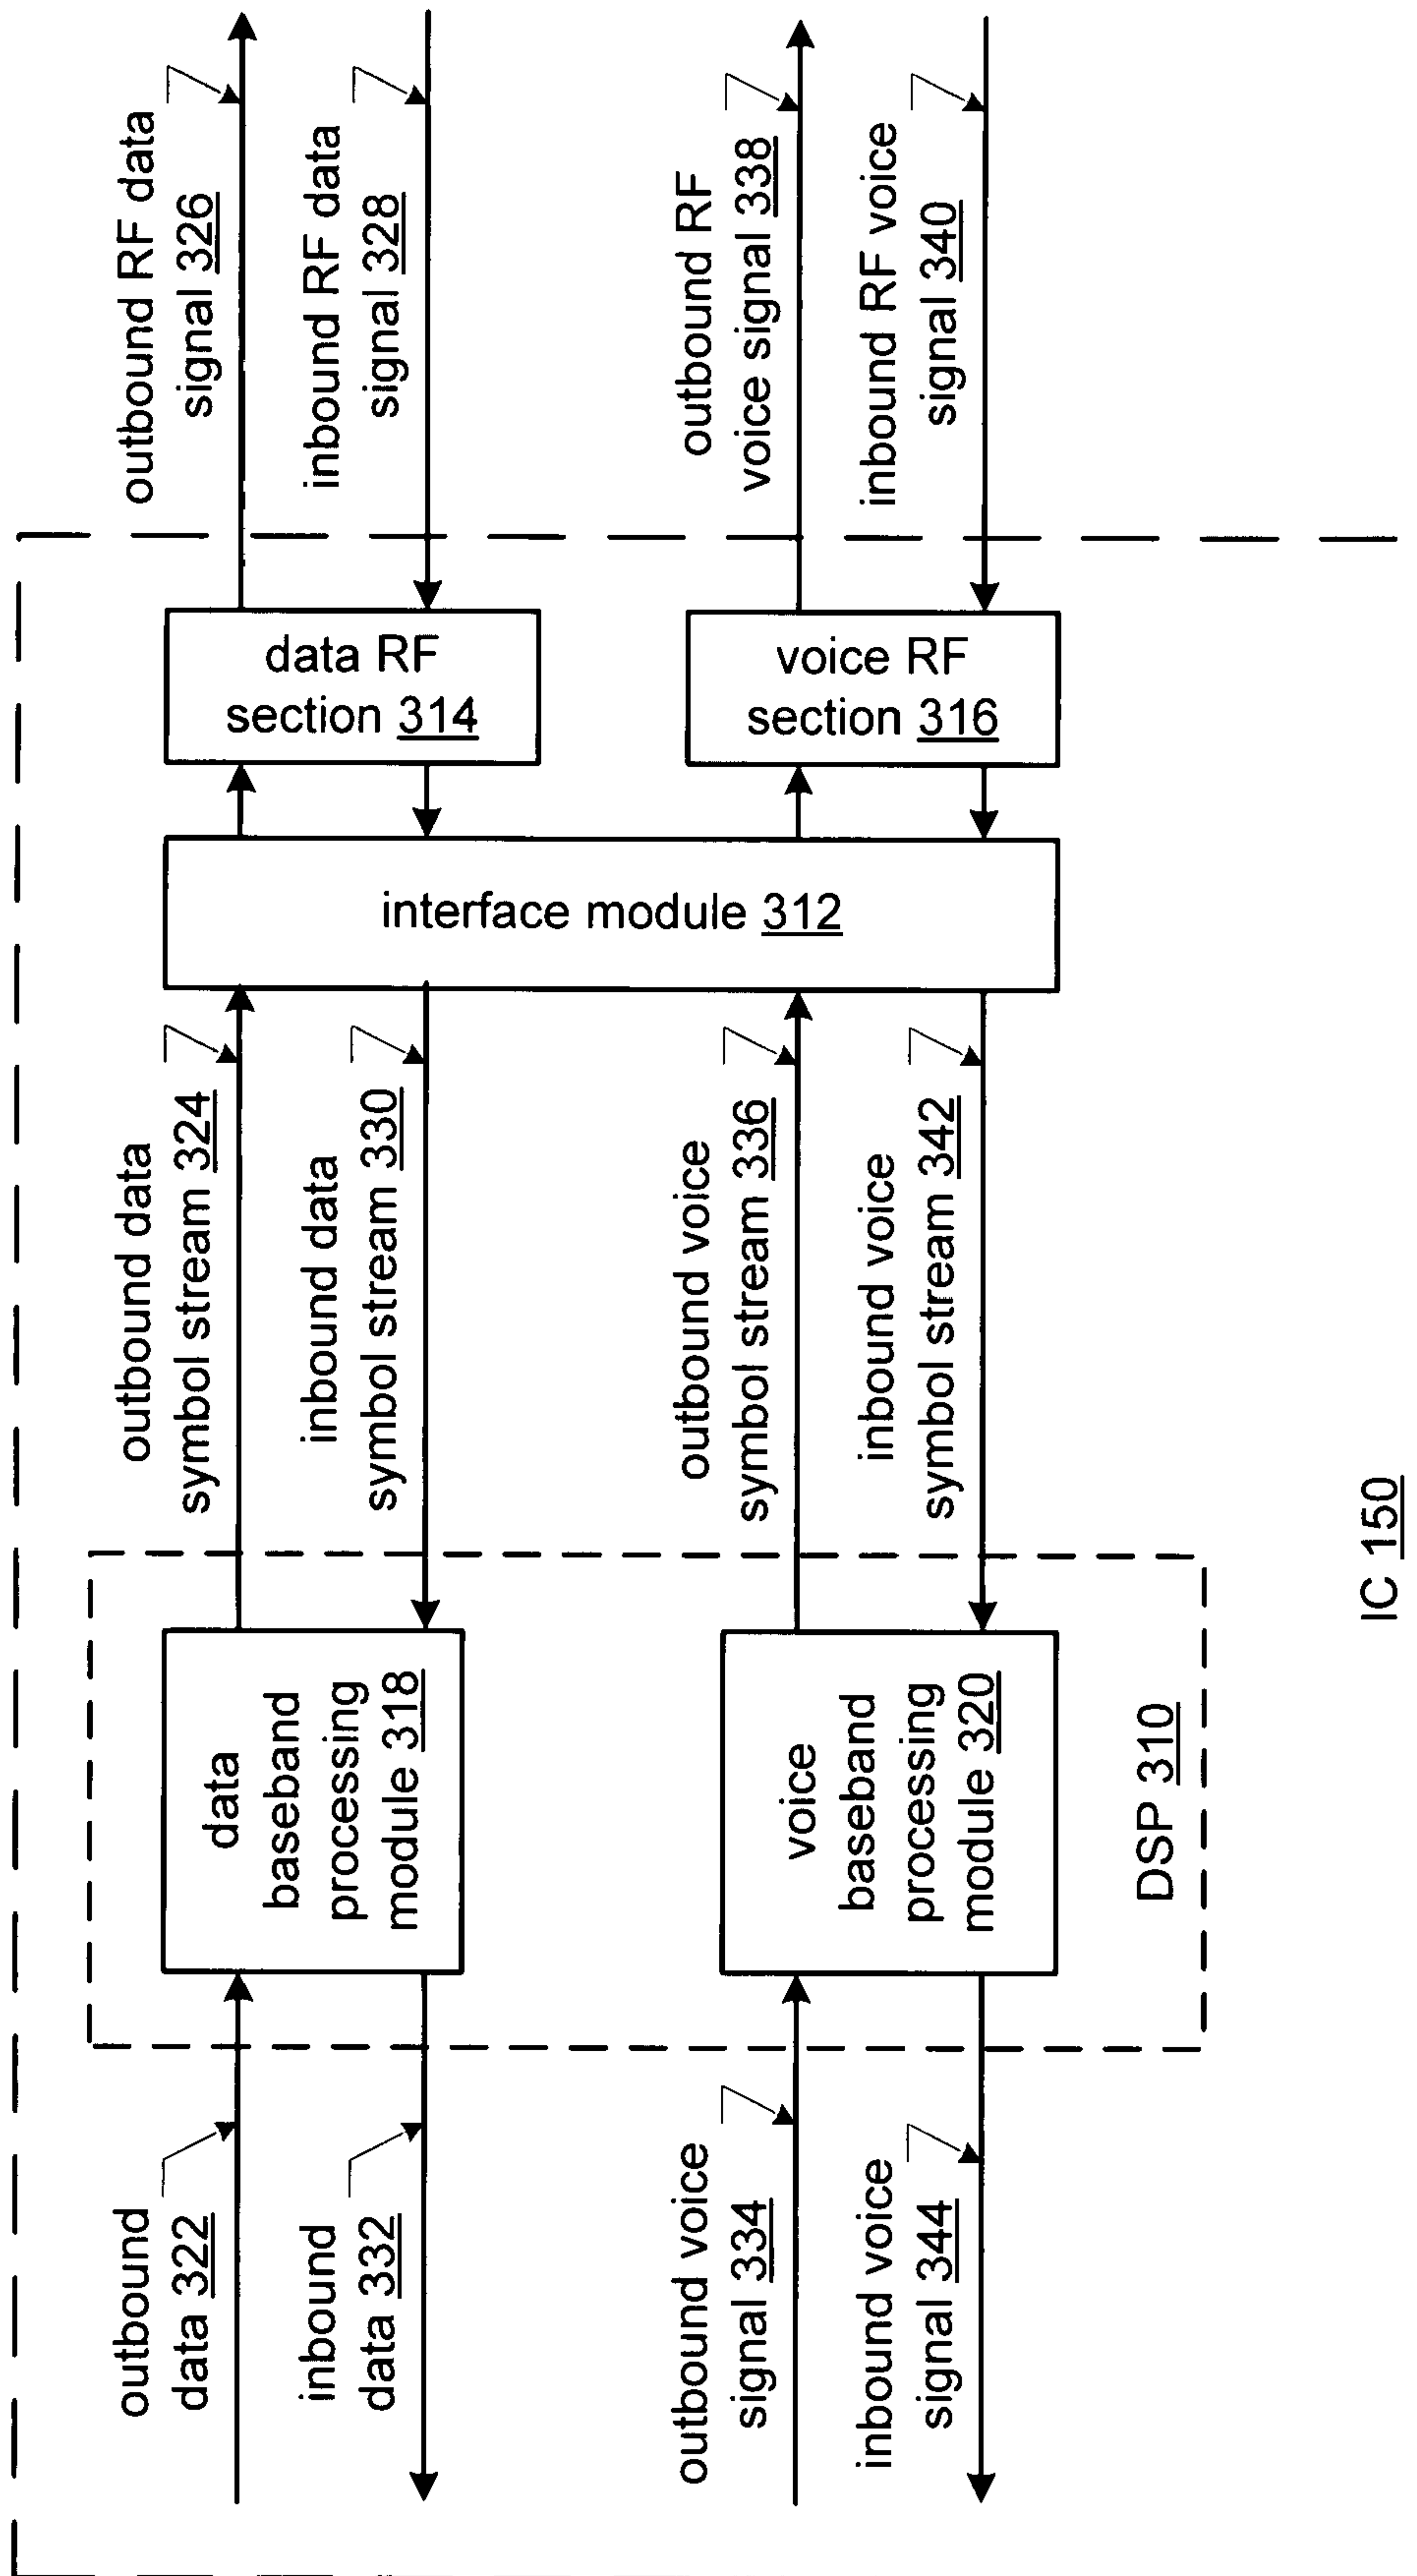 outbound
data 322
inbound
data 332
outbound voice
signal 334
inbound voice
signal 344
data
baseband
processing
module 318
voice
baseband
processing
module 320
DSP 310
outbound data
symbol stream 324
inbound data
symbol stream 330
outbound voice
symbol stream 336
inbound voice
symbol stream 342
interface module 312
data RF
section 314
voice RF
section 316
outbound RF data
signal 326
inbound RF data
signal 328
outbound RF
voice signal 338
inbound RF voice
signal 340
IC 150